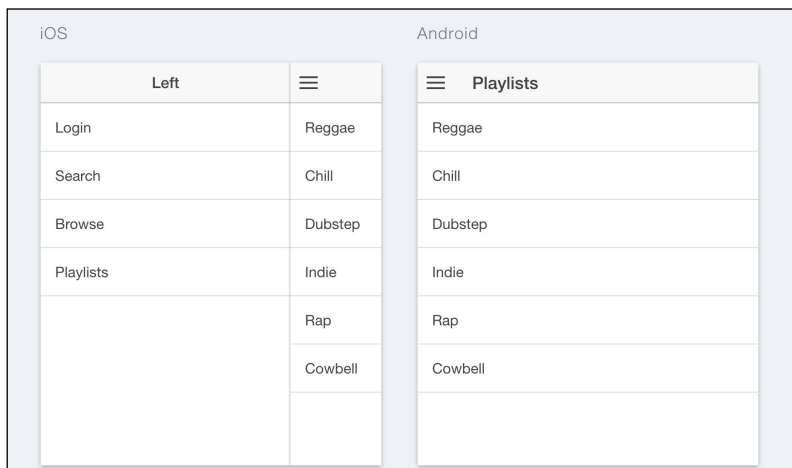 iOS
Left
Login
Search
Browse
Playlists
Reggae
Chill
Dubstep
Indie
Rap
Cowbell
Android
Playlists
Reggae
Chill
Dubstep
Indie
Rap
Cowbell